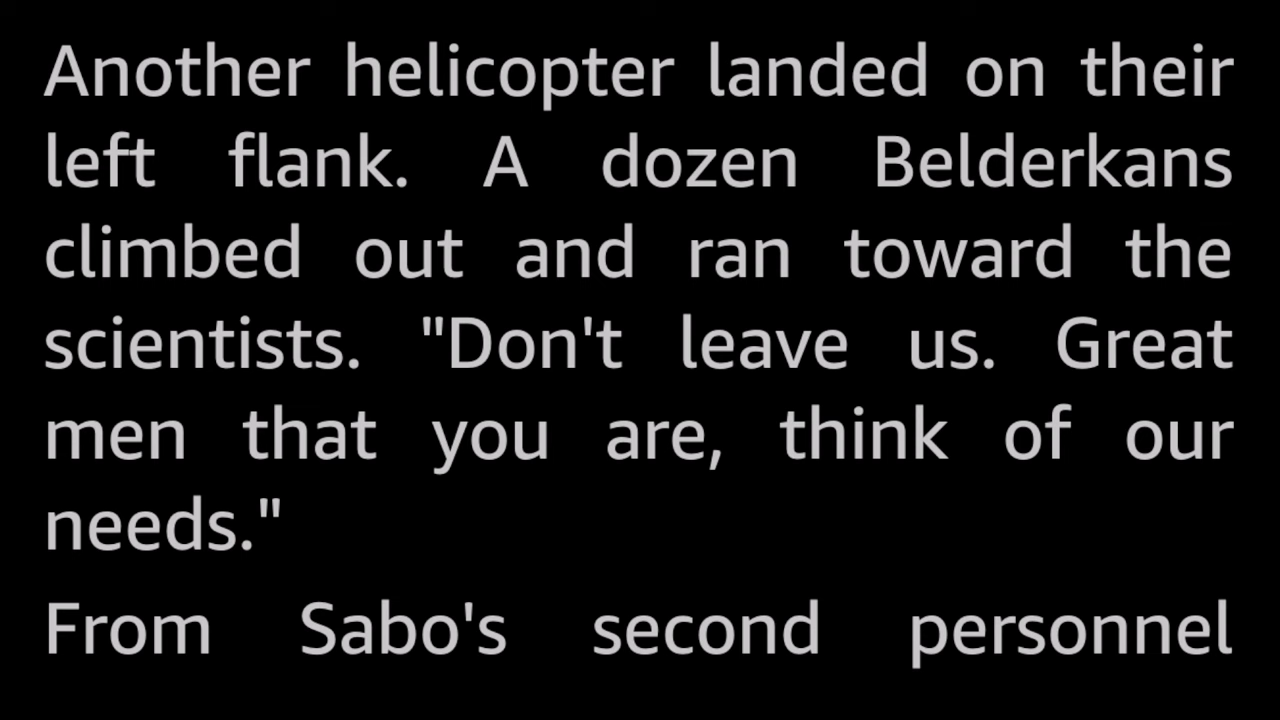 Another helicopter landed on their
left flank. A dozen Belderkans
climbed out and ran toward the
scientists. "Don't leave us. Great
men that you are, think of our
needs."
From Sabo's second personnel